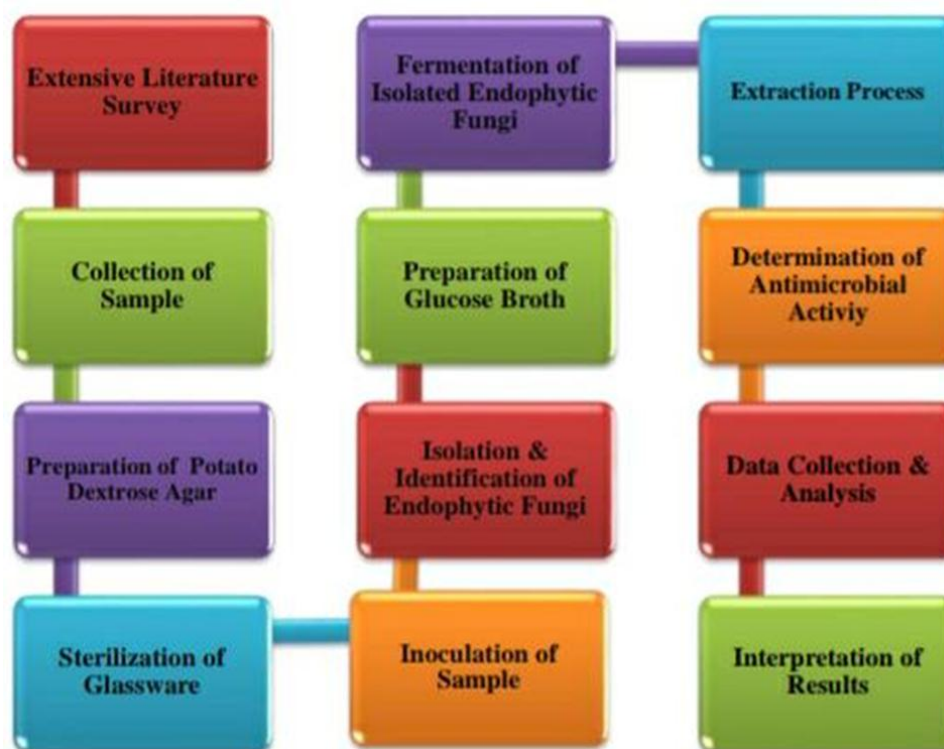 Extensive Literature
Survey
Collection of
Sample
Preparation of Potato
Dextrose Agar
Sterilization of
Glassware
Inoculation of
Sample
Isolation &
Identification of
Endophytic Fungi
Preparation of
Glucose Broth
Fermentation of
Isolated Endophytic
Fungi
Extraction Process
Determination of
Antimicrobial
Activiy
Data Collection &
Analysis
Interpretation of
Results